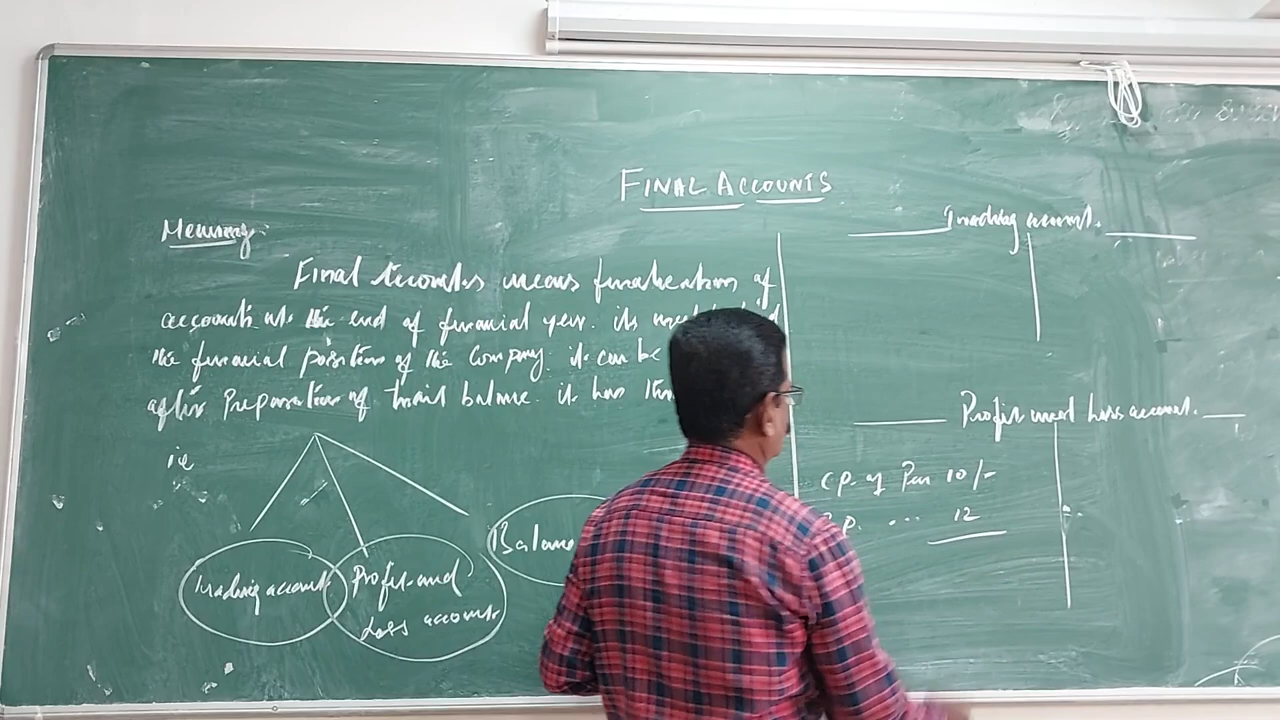 FINAL ACCOUNTS
Meaning
Final Accounts means finalization of
accounts at the end of financial year. its
the financial position of the Company. it can be
after Preparation of trail balance. it has
ie
Trading account
Profit and
Loss account
Balance
Trading account.
Profit and Loss account.
C.P. of Pen 10/-
P. ... 12